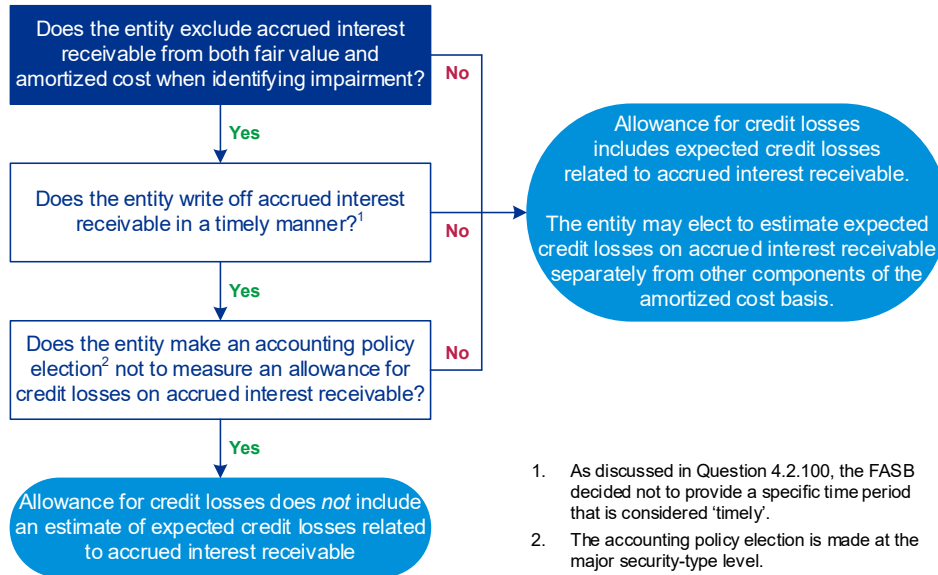 Does the entity exclude accrued interest
receivable from both fair value and
amortized cost when identifying impairment?
No
Yes
Does the entity write off accrued interest
receivable in a timely manner?1
No
Yes
Does the entity make an accounting policy
election2 not to measure an allowance for
credit losses on accrued interest receivable?
No
Yes
Allowance for credit losses does not include
an estimate of expected credit losses related
to accrued interest receivable
Allowance for credit losses
includes expected credit losses
related to accrued interest receivable.
The entity may elect to estimate expected
credit losses on accrued interest receivable
separately from other components of the
amortized cost basis.
1. As discussed in Question 4.2.100, the FASB
decided not to provide a specific time period
that is considered ‘timely’.
2. The accounting policy election is made at the
major security-type level.